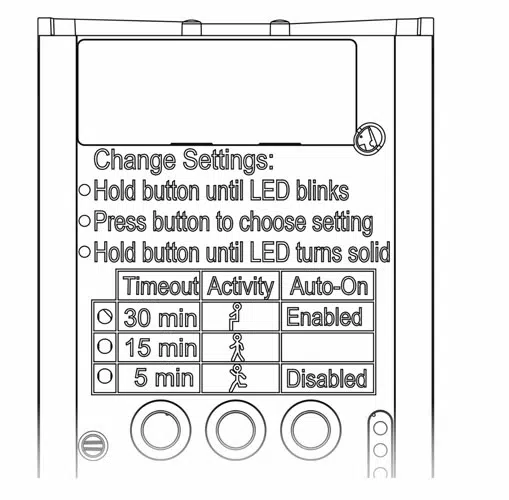 Change Settings:
Hold button until LED blinks
Press button to choose setting
Hold button until LED turns solid
Timeout Activity Auto-On
30 min Enabled
15 min
5 min Disabled